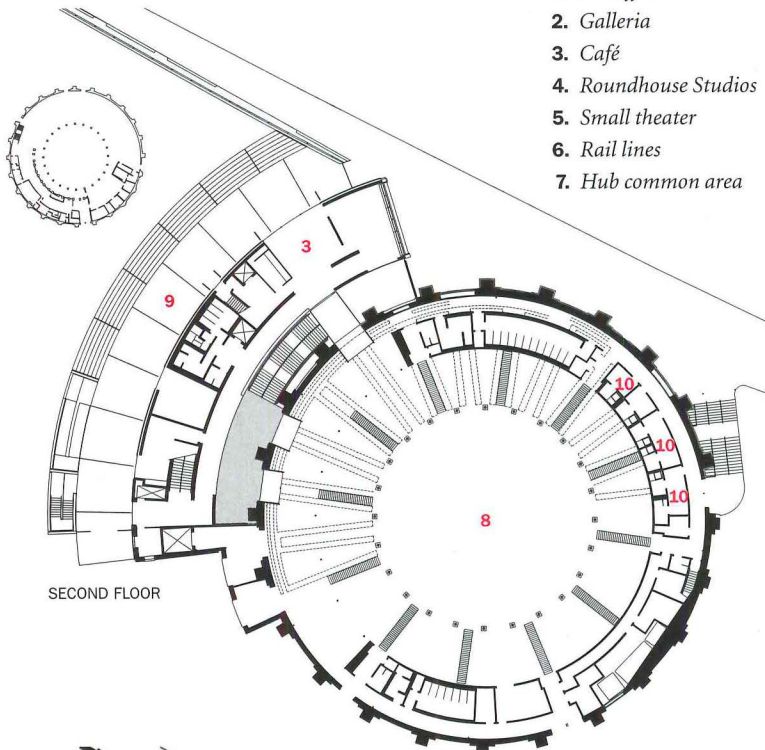 2. Galleria
3. Café
4. Roundhouse Studios
5. Small theater
6. Rail lines
7. Hub common area
3
9
10
10
10
8
SECOND FLOOR